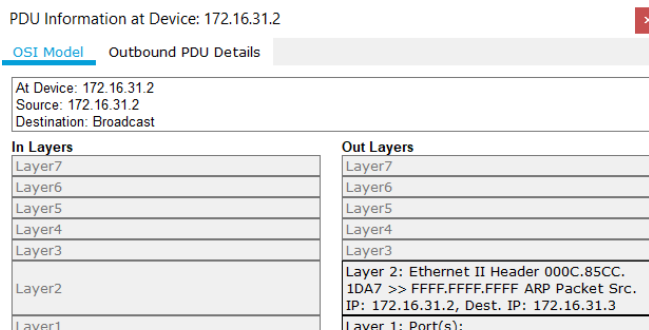 PDU Information at Device: 172.16.31.2
OSI Model Outbound PDU Details
At Device: 172.16.31.2
Source: 172.16.31.2
Destination: Broadcast
In Layers
Layer7
Layer6
Layer5
Layer4
Layer3
Layer2
Layer1
Out Layers
Layer7
Layer6
Layer5
Layer4
Layer3
Layer 2: Ethernet II Header 000C.85CC.
1DA7 >> FFFF.FFFF.FFFF ARP Packet Src.
IP: 172.16.31.2, Dest. IP: 172.16.31.3
Layer 1: Port(s):